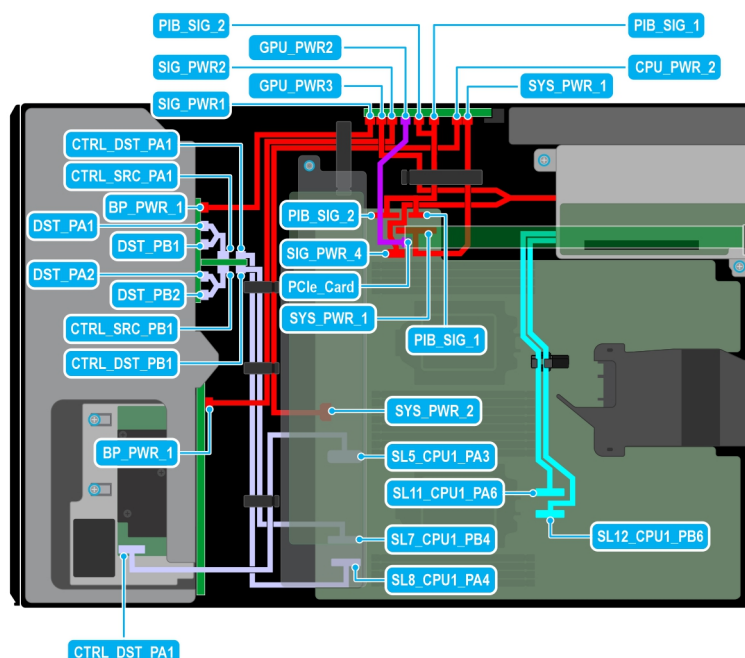 PIB_SIG_2
PIB_SIG_1
GPU_PWR2
SIG_PWR2
CPU_PWR_2
GPU_PWR3
SYS_PWR_1
SIG_PWR1
CTRL_DST_PA1
CTRL_SRC_PA1
BP_PWR_1
DST_PA1
PIB_SIG_2
DST_PB1
SIG_PWR_4
DST_PA2
PCIe_Card
DST_PB2
SYS_PWR_1
CTRL_SRC_PB1
PIB_SIG_1
CTRL_DST_PB1
SYS_PWR_2
BP_PWR_1
SL5_CPU1_PA3
SL11_CPU1_PA6
SL7_CPU1_PB4
SL12_CPU1_PB6
SL8_CPU1_PA4
CTRL_DST_PA1